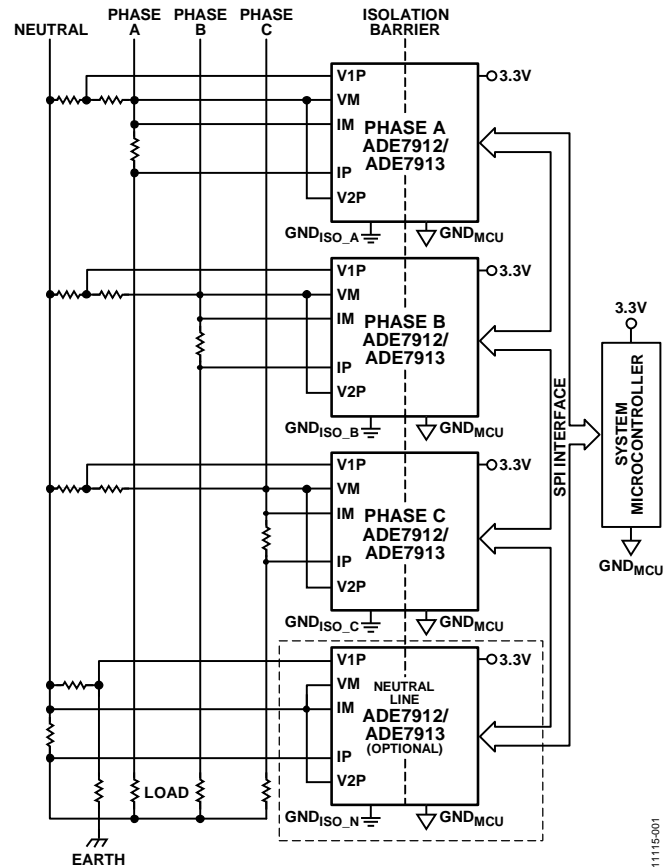 NEUTRAL
PHASE
A
PHASE
B
PHASE
C
ISOLATION
BARRIER
V1P
VM
IM
IP
V2P
PHASE A
ADE7912/
ADE7913
3.3V
GNDISO_A
GNDMCU
V1P
VM
IM
IP
V2P
PHASE B
ADE7912/
ADE7913
3.3V
GNDISO_B
GNDMCU
V1P
VM
IM
IP
V2P
PHASE C
ADE7912/
ADE7913
3.3V
GNDISO_C
GNDMCU
V1P
VM
IM
IP
V2P
NEUTRAL
LINE
ADE7912/
ADE7913
(OPTIONAL)
3.3V
GNDISO_N
GNDMCU
LOAD
EARTH
SPI INTERFACE
3.3V
SYSTEM
MICROCONTROLLER
GNDMCU
11115-001